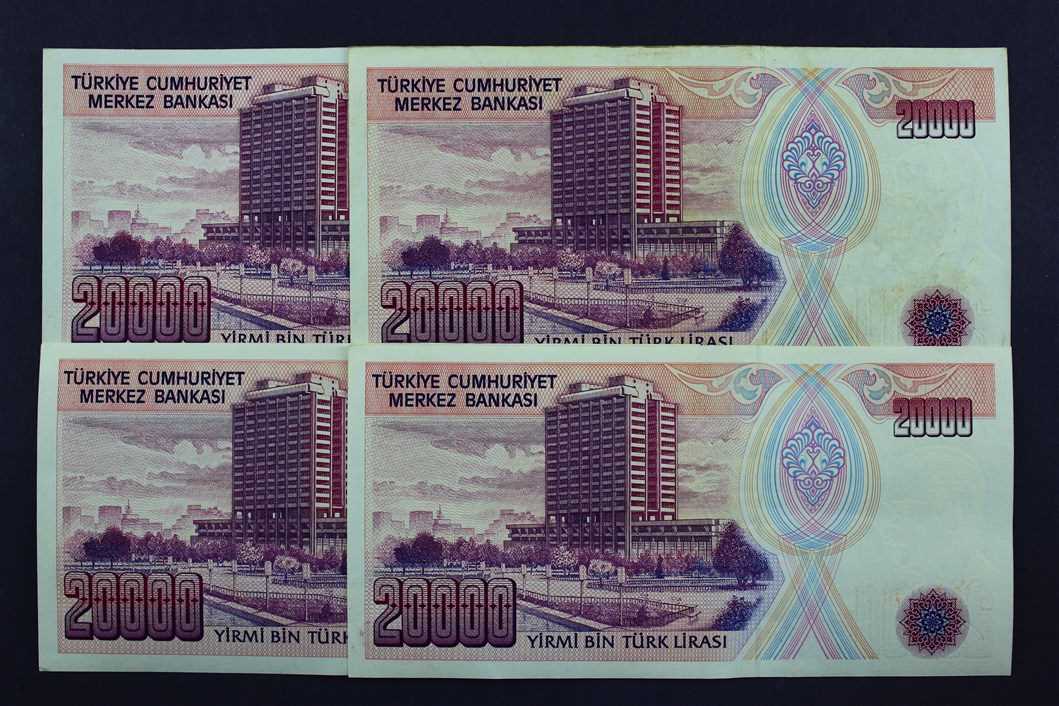 TÜRKİYE CUMHURİYET
MERKEZ BANKASI
20000
YİRMİ BİN TÜRK
TÜRKİYE CUMHURİYET
MERKEZ BANKASI
20000
20000
YİRMİ BİN TÜRK LİRASI
TÜRKİYE CUMHURİYET
MERKEZ BANKASI
20000
YİRMİ BİN TÜRK
TÜRKİYE CUMHURİYET
MERKEZ BANKASI
20000
20000
YİRMİ BİN TÜRK LİRASI